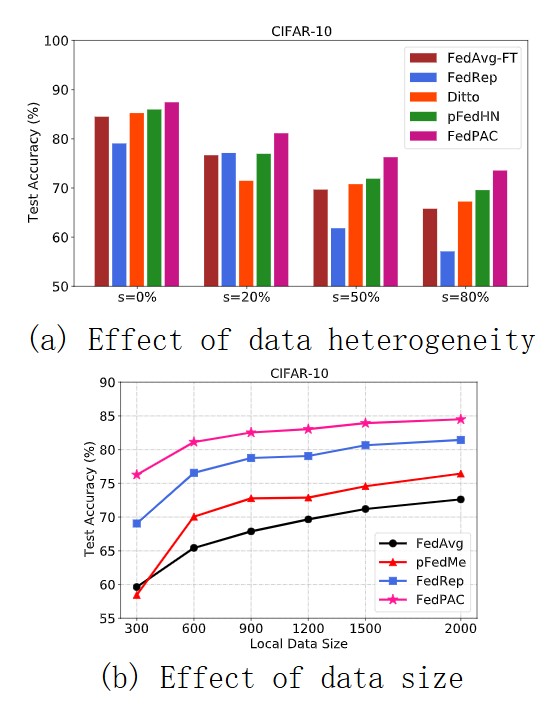 CIFAR-10
Test Accuracy (%)
100
90
80
70
60
50
FedAvg-FT
FedRep
Ditto
pFedHN
FedPAC
s=0% s=20% s=50% s=80%
(a) Effect of data heterogeneity
CIFAR-10
Test Accuracy (%)
90
85
80
75
70
65
60
55
FedAvg
pFedMe
FedRep
FedPAC
300 600 900 1200 1500 2000
Local Data Size
(b) Effect of data size